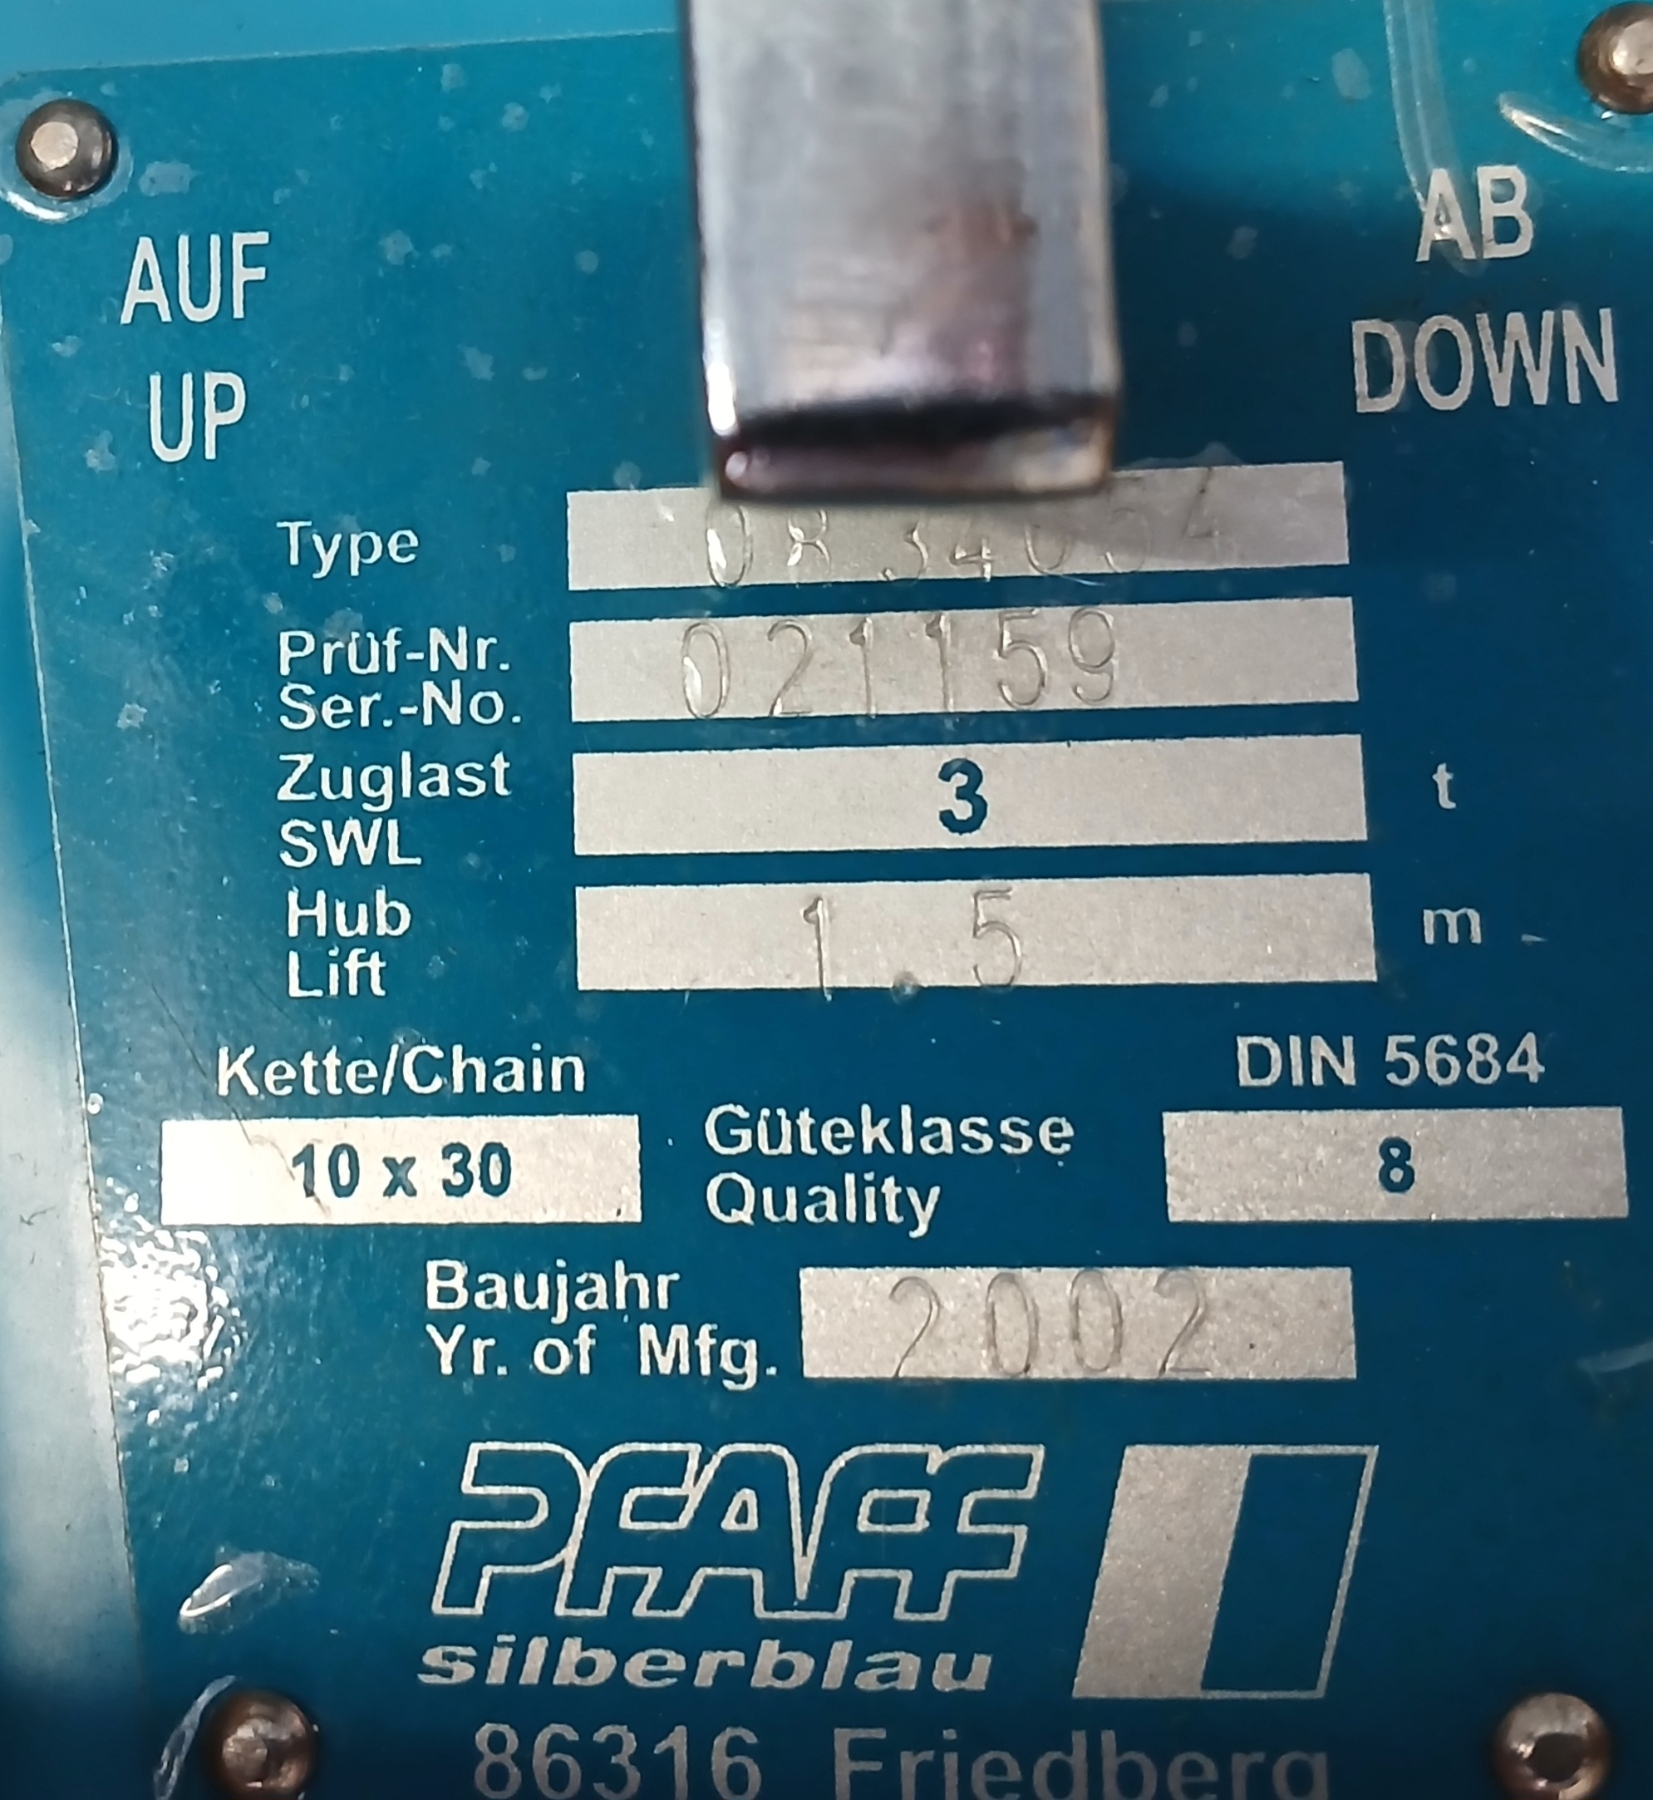 AUF
UP
AB
DOWN
Type
Prüf-Nr. 021159
Ser.-No.
Zuglast 3 t
SWL
Hub 1.5 m
Lift
Kette/Chain
10 x 30
Güteklasse
Quality
DIN 5684
8
Baujahr 2002
Yr. of Mfg.
PFAFF
silberblau
86316 Friedberg